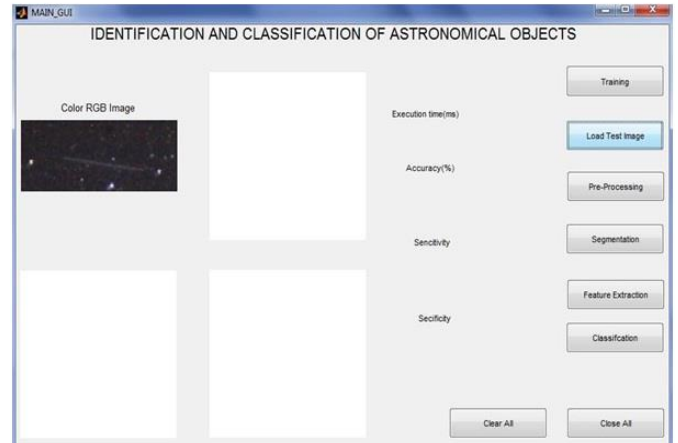 MAIN_GUI
IDENTIFICATION AND CLASSIFICATION OF ASTRONOMICAL OBJECTS
Color RGB Image
Execution time(ms)
Accuracy(%)
Sencitivity
Secificity
Training
Load Test Image
Pre-Processing
Segmentation
Feature Extraction
Classifcation
Clear All
Close All